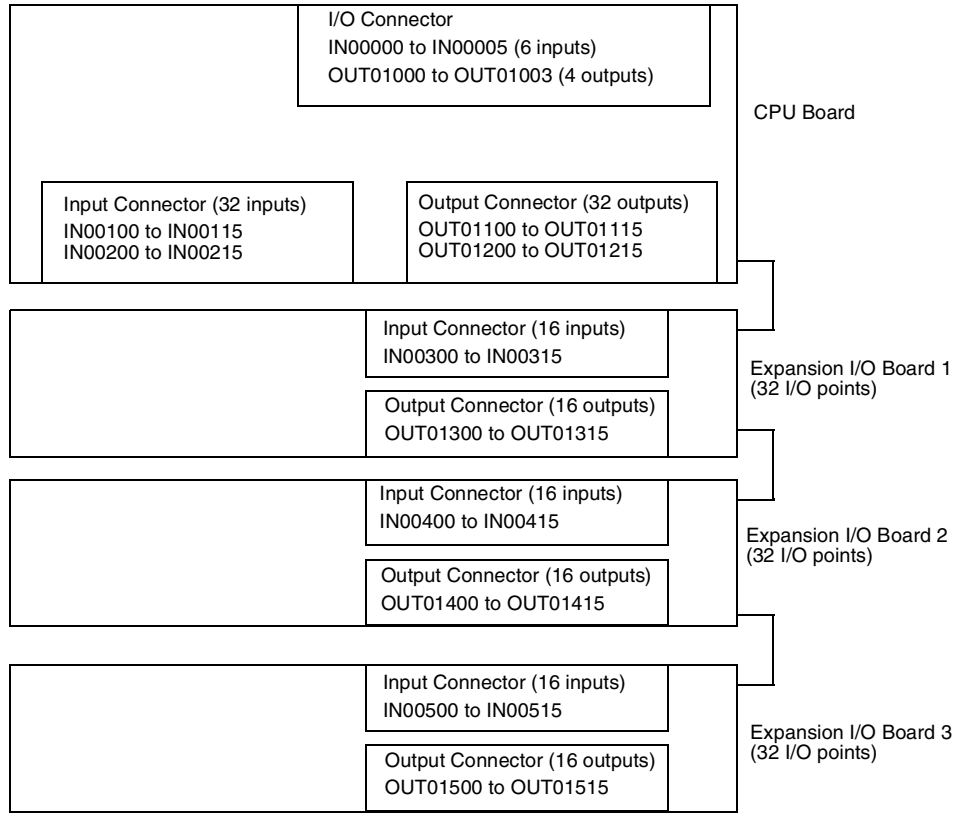 I/O Connector
IN00000 to IN00005 (6 inputs)
OUT01000 to OUT01003 (4 outputs)
CPU Board
Input Connector (32 inputs)
IN00100 to IN00115
IN00200 to IN00215
Output Connector (32 outputs)
OUT01100 to OUT01115
OUT01200 to OUT01215
Input Connector (16 inputs)
IN00300 to IN00315
Output Connector (16 outputs)
OUT01300 to OUT01315
Expansion I/O Board 1
(32 I/O points)
Input Connector (16 inputs)
IN00400 to IN00415
Output Connector (16 outputs)
OUT01400 to OUT01415
Expansion I/O Board 2
(32 I/O points)
Input Connector (16 inputs)
IN00500 to IN00515
Output Connector (16 outputs)
OUT01500 to OUT01515
Expansion I/O Board 3
(32 I/O points)